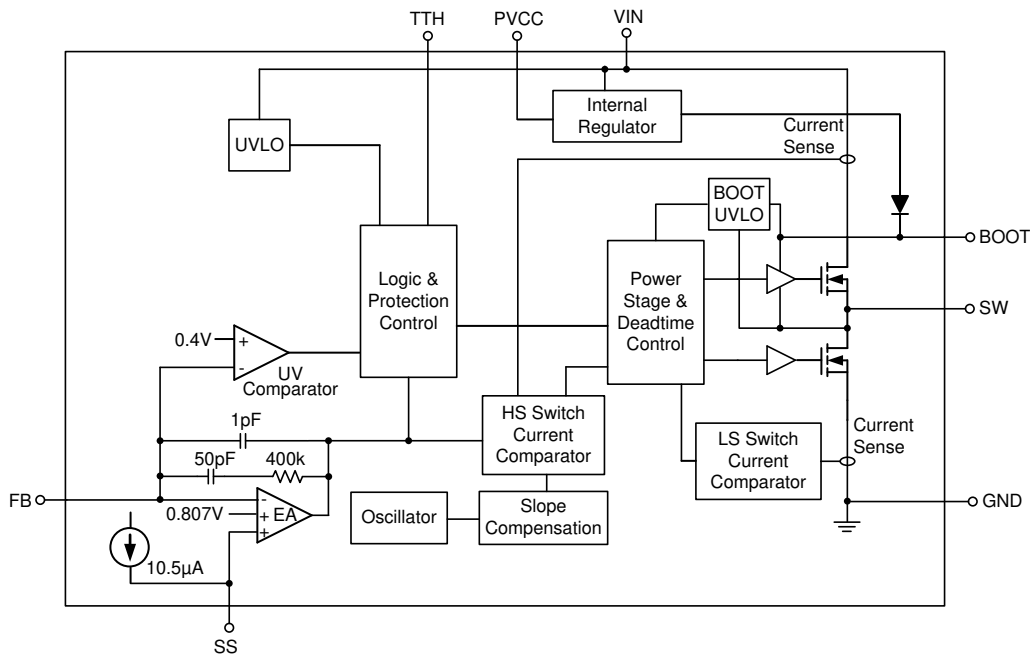 TTH
PVCC
VIN
UVLO
Internal
Regulator
Current
Sense
BOOT
UVLO
BOOT
Logic &
Protection
Control
Power
Stage &
Deadtime
Control
SW
0.4V
+
-
UV
Comparator
1pF
50pF
400k
HS Switch
Current
Comparator
LS Switch
Current
Comparator
Current
Sense
FB
-
0.807V
+
EA
+
Oscillator
Slope
Compensation
GND
10.5µA
SS